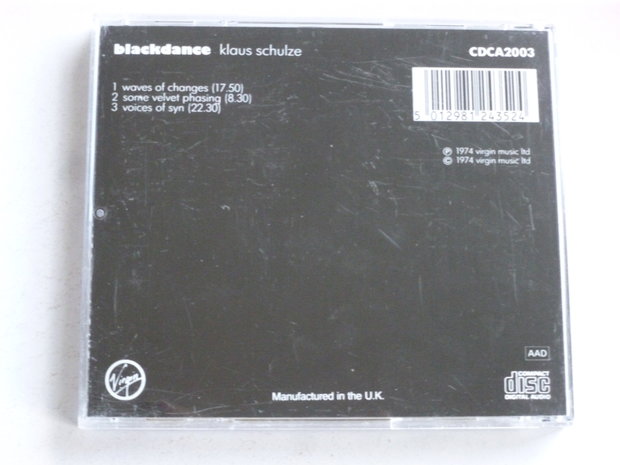 blackdance klaus schulze CDCA2003
1 waves of changes (17.50)
2 some velvet phasing (8.30)
3 voices of syn (22.30)
5 012981 243524
℗ 1974 virgin music ltd
© 1974 virgin music ltd
AAD
Virgin
Manufactured in the U.K.
COMPACT
disc
DIGITAL AUDIO